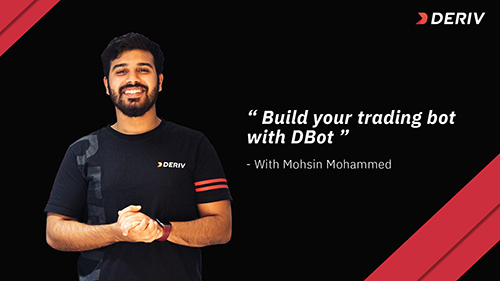 DERIV
“ Build your trading bot
with DBot ”
- With Mohsin Mohammed
DERIV